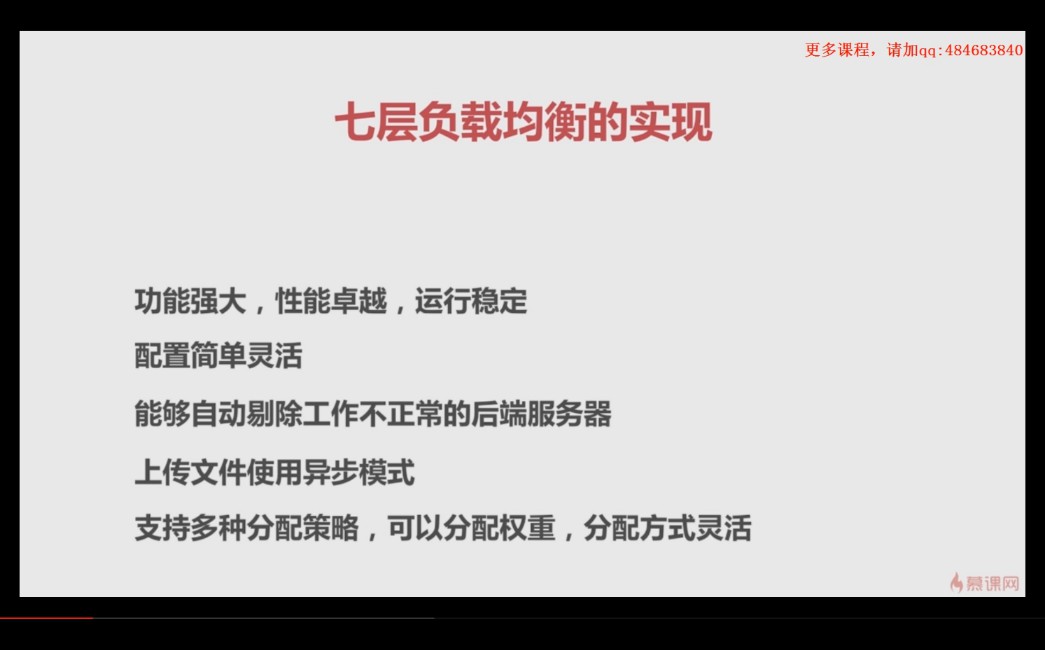 更多课程，请加qq:484683840
七层负载均衡的实现
功能强大，性能卓越，运行稳定
配置简单灵活
能够自动剔除工作不正常的后端服务器
上传文件使用异步模式
支持多种分配策略，可以分配权重，分配方式灵活
慕课网